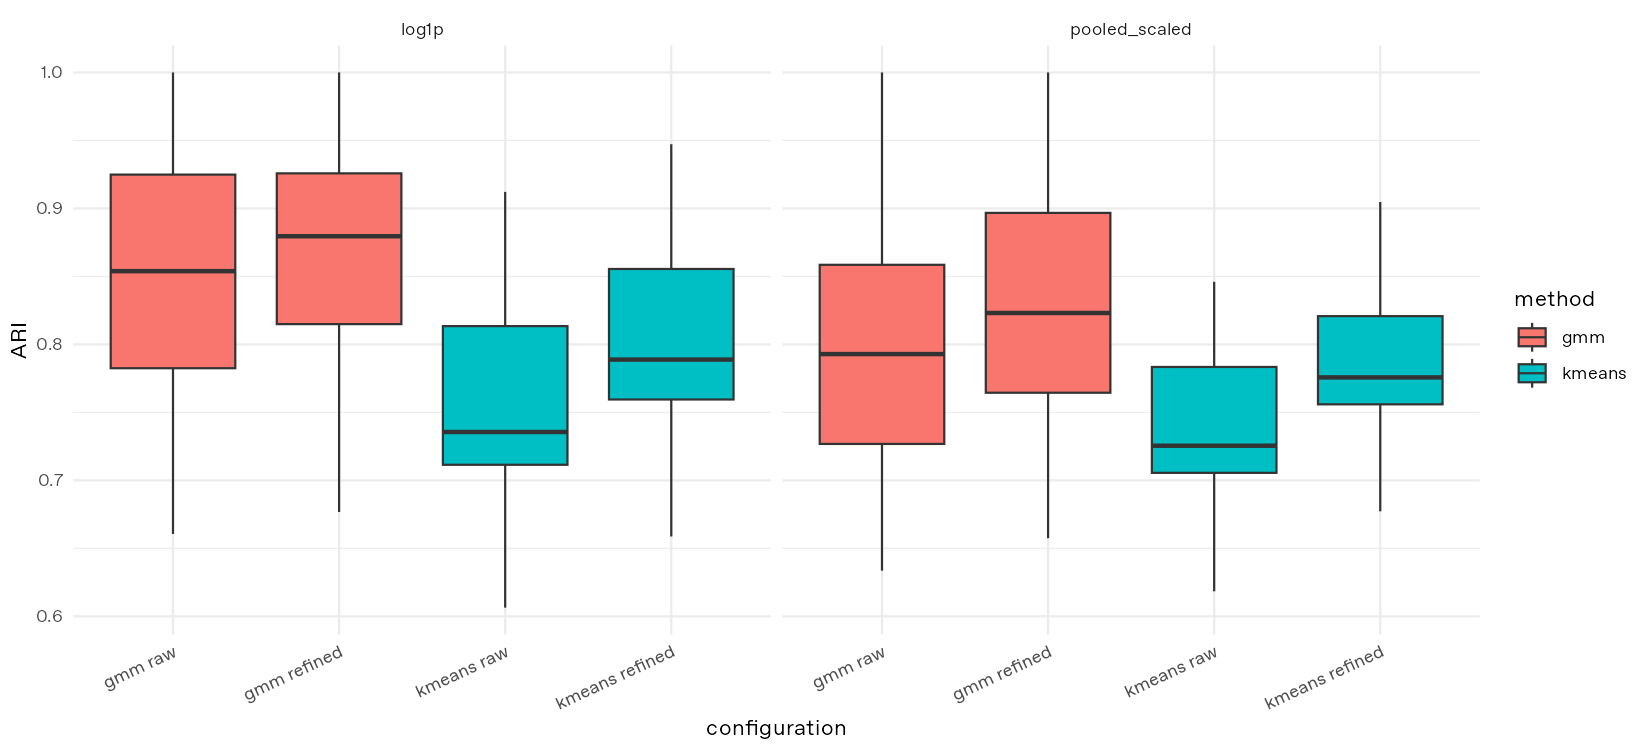 log1p
pooled_scaled
ARI
1.0
0.9
0.8
0.7
0.6
gmm raw
gmm refined
kmeans raw
kmeans refined
gmm raw
gmm refined
kmeans raw
kmeans refined
configuration
method
gmm
kmeans